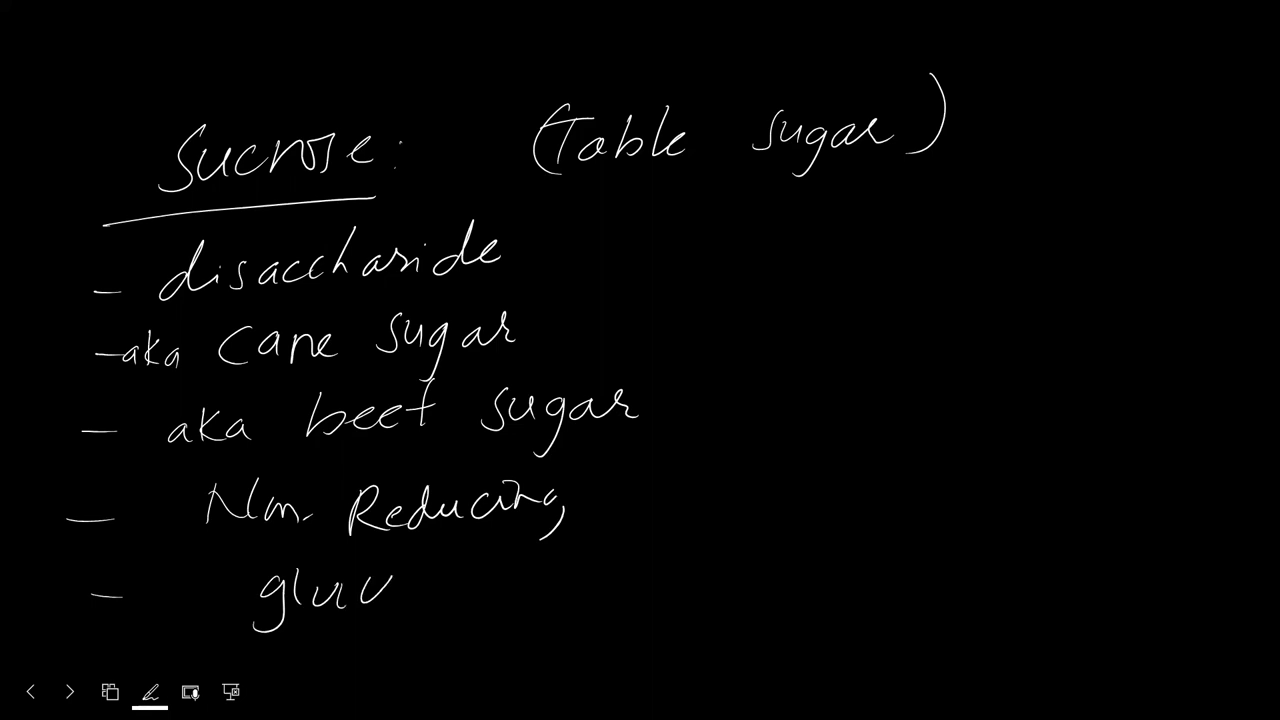 Sucrose: (Table sugar)
- disaccharide
- aka Cane sugar
- aka beet sugar
- Non-Reducing
- gluc